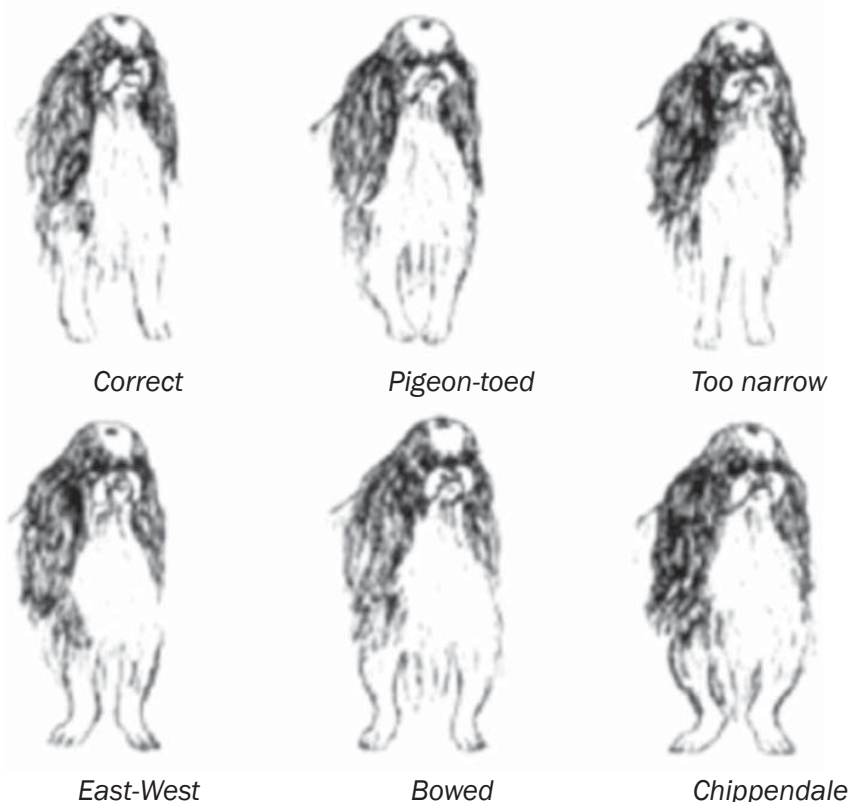 Correct
Pigeon-toed
Too narrow
East-West
Bowed
Chippendale